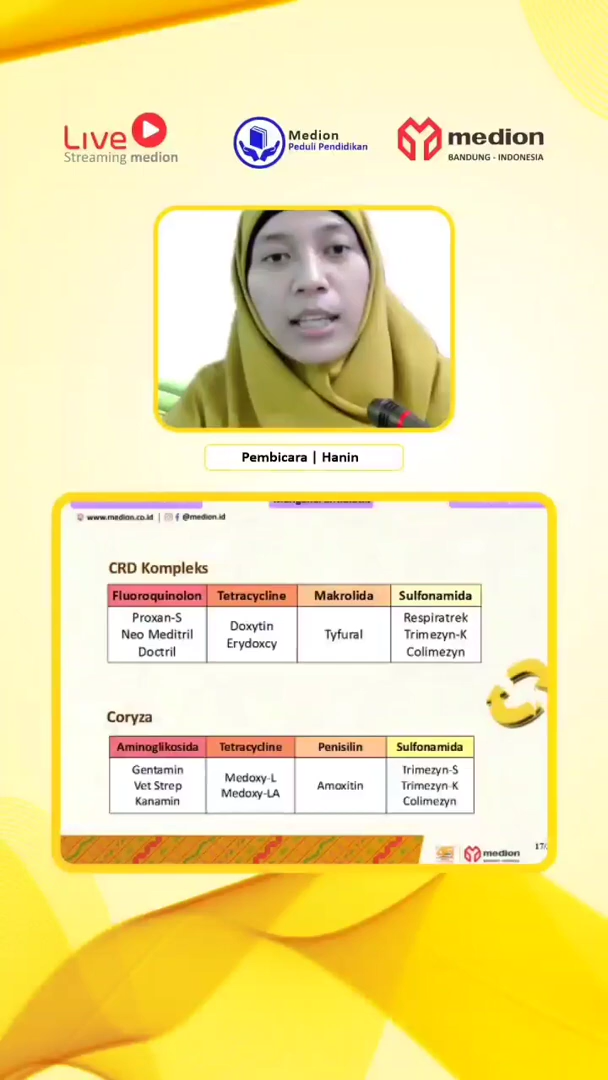 Live
Streaming medion
Medion
Peduli Pendidikan
medion
BANDUNG - INDONESIA
Pembicara | Hanin
www.medion.co.id | @medion.id
CRD Kompleks
Fluoroquinolon Tetracycline Makrolida Sulfonamida
Proxan-S
Neo Meditril
Doctril
Doxytin
Erydoxcy
Tyfural
Respiratrek
Trimezyn-K
Colimezyn
Coryza
Aminoglikosida Tetracycline Penisilin Sulfonamida
Gentamin
Vet Strep
Kanamin
Medoxy-L
Medoxy-LA
Amoxitin
Trimezyn-S
Trimezyn-K
Colimezyn
medion
17/